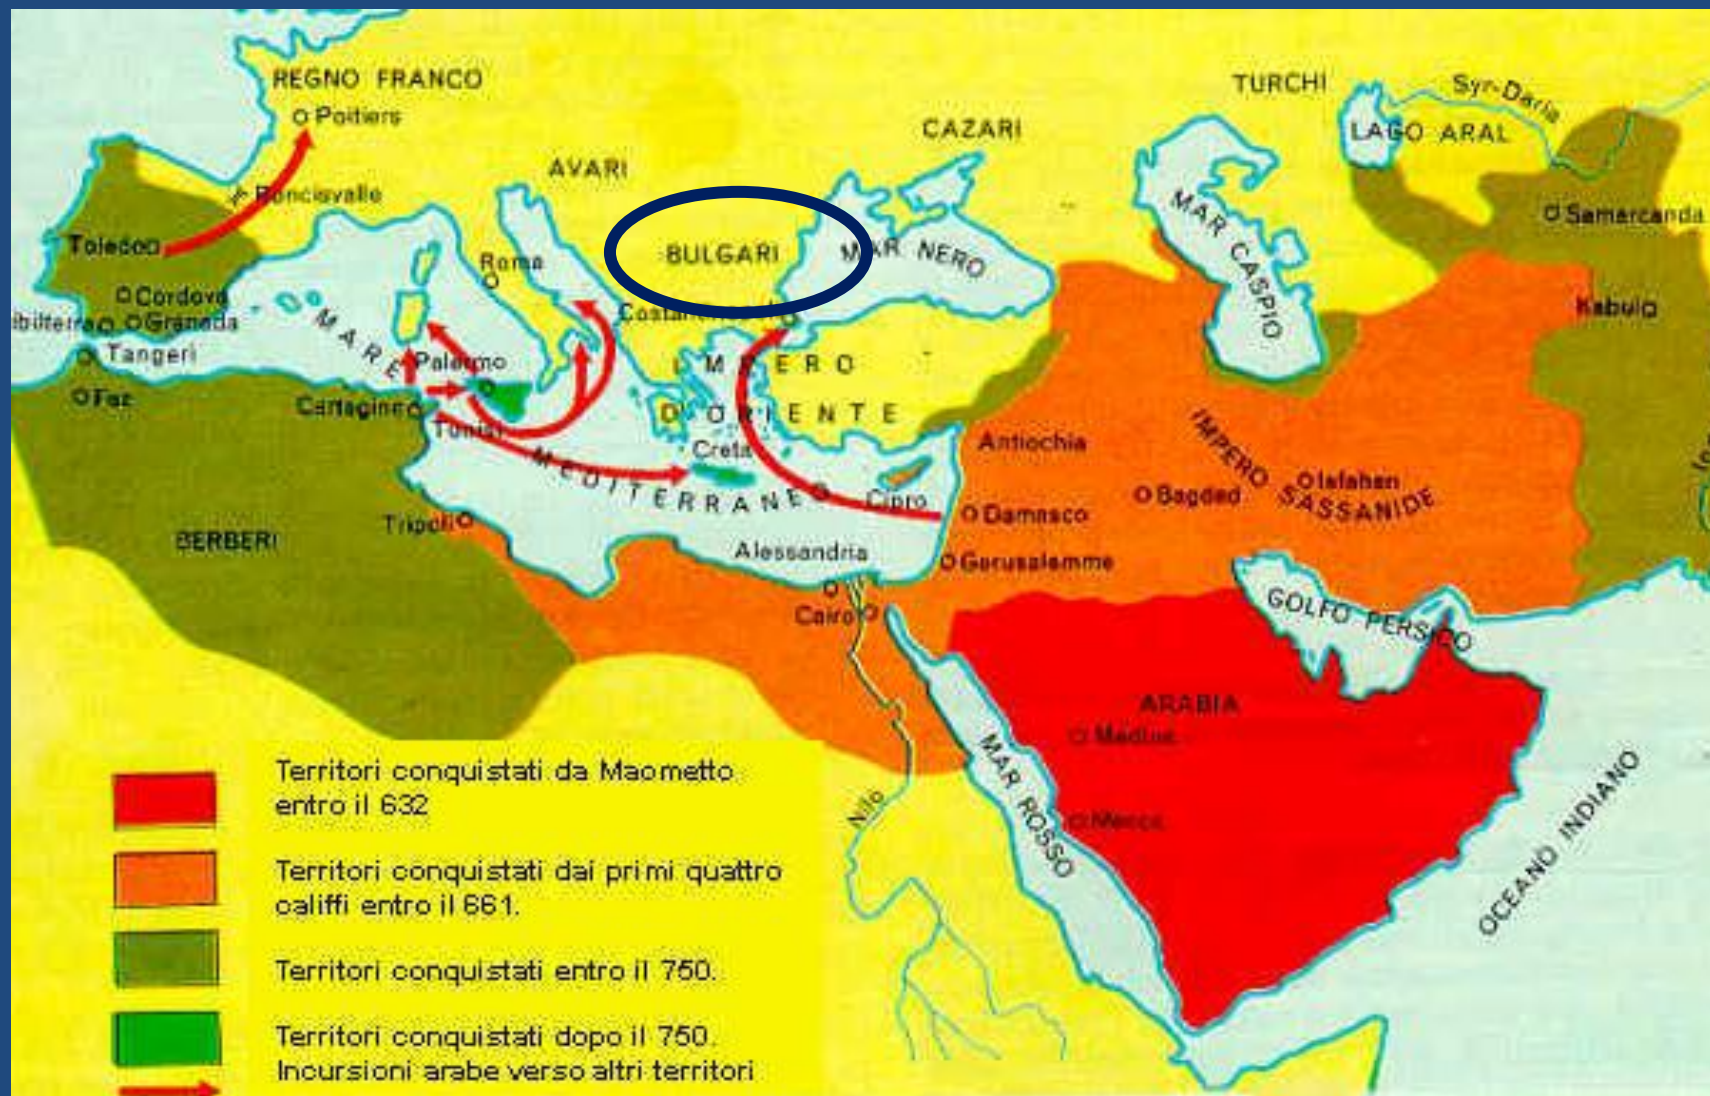 REGNO FRANCO
Poitiers
TURCHI
Syr-Daria
LAGO ARAL
CAZARI
AVARI
Roncisvalle
MAR CASPIO
Samarcanda
Toledo
Roma
BULGARI
MAR NERO
Cordova
Granada
Kabul
Tangeri
Palermo
MARE
IMPERO
Fez
Cartagine
D'ORIENTE
Tunisi
Antiochia
IMPERO SASSANIDE
Creta
MEDITERRANEO
Cipro
Bagdad
Isfahan
Tripoli
Damasco
BERBERI
Alessandria
Gerusalemme
Cairo
GOLFO PERSICO
ARABIA
Medina
MAR ROSSO
Nilo
Mecca
OCEANO INDIANO
Territori conquistati da Maometto
entro il 632
Territori conquistati dai primi quattro
califfi entro il 661.
Territori conquistati entro il 750.
Territori conquistati dopo il 750.
Incursioni arabe verso altri territori